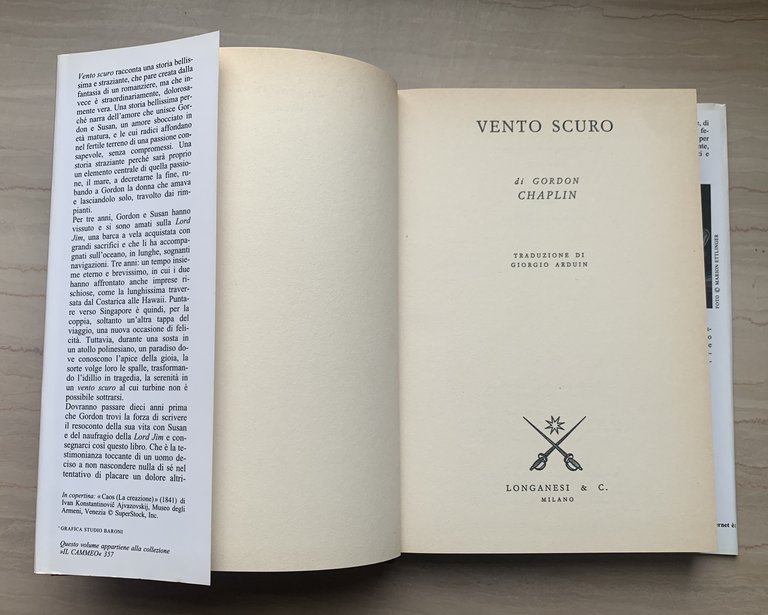 Vento scuro racconta una storia bellis-
sima e straziante, che pare creata dalla
fantasia di un romanziere, ma che in-
vece è straordinariamente, dolorosa-
mente vera. Una storia bellissima per-
ché narra dell'amore che unisce Gor-
don e Susan, un amore sbocciato in
età matura, e le cui radici affondano
nel fertile terreno di una passione con-
sapevole, senza compromessi. Una
storia straziante perché sarà proprio
un elemento centrale di quella passio-
ne, il mare, a decretarne la fine, ru-
bando a Gordon la donna che amava
e lasciandolo solo, travolto dai rim-
pianti.
Per tre anni, Gordon e Susan hanno
vissuto e si sono amati sulla Lord
Jim, una barca a vela acquistata con
grandi sacrifici e che li ha accompa-
gnati sull'oceano, in lunghe, sognanti
navigazioni. Tre anni: un tempo insie-
me eterno e brevissimo, in cui i due
hanno affrontato anche imprese ri-
schiose, come la lunghissima traver-
sata dal Costarica alle Hawaii. Punta-
re verso Singapore è quindi, per la
coppia, soltanto un'altra tappa del
viaggio, una nuova occasione di feli-
cità. Tuttavia, durante una sosta in
un atollo polinesiano, un paradiso do-
ve conoscono l'apice della gioia, la
sorte volge loro le spalle, trasforman-
do l'idillio in tragedia, la serenità in
un vento scuro al cui turbine non è
possibile sottrarsi.
Dovranno passare dieci anni prima
che Gordon trovi la forza di scrivere
il resoconto della sua vita con Susan
e del naufragio della Lord Jim e con-
segnarci così questo libro. Che è la te-
stimonianza toccante di un uomo de-
ciso a non nascondere nulla di sé nel
tentativo di placare un dolore altri-
In copertina: «Caos (La creazione)» (1841) di
Ivan Konstantinovič Ajvazovskij, Museo degli
Armeni, Venezia © SuperStock, Inc.
GRAFICA STUDIO BARONI
Questo volume appartiene alla collezione
»IL CAMMEO« 357
VENTO SCURO
di GORDON
CHAPLIN
TRADUZIONE DI
GIORGIO ARDUIN
LONGANESI & C.
MILANO
FOTO © MARION ETTLINGER
ernet è: